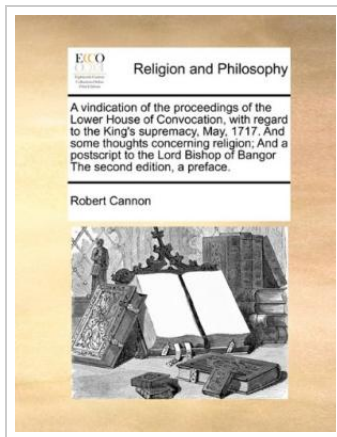 ECCO
Religion and Philosophy
A vindication of the proceedings of the
Lower House of Convocation, with regard
to the King's supremacy, May, 1717. And
some thoughts concerning religion; And a
postscript to the Lord Bishop of Bangor
The second edition, a preface.
Robert Cannon